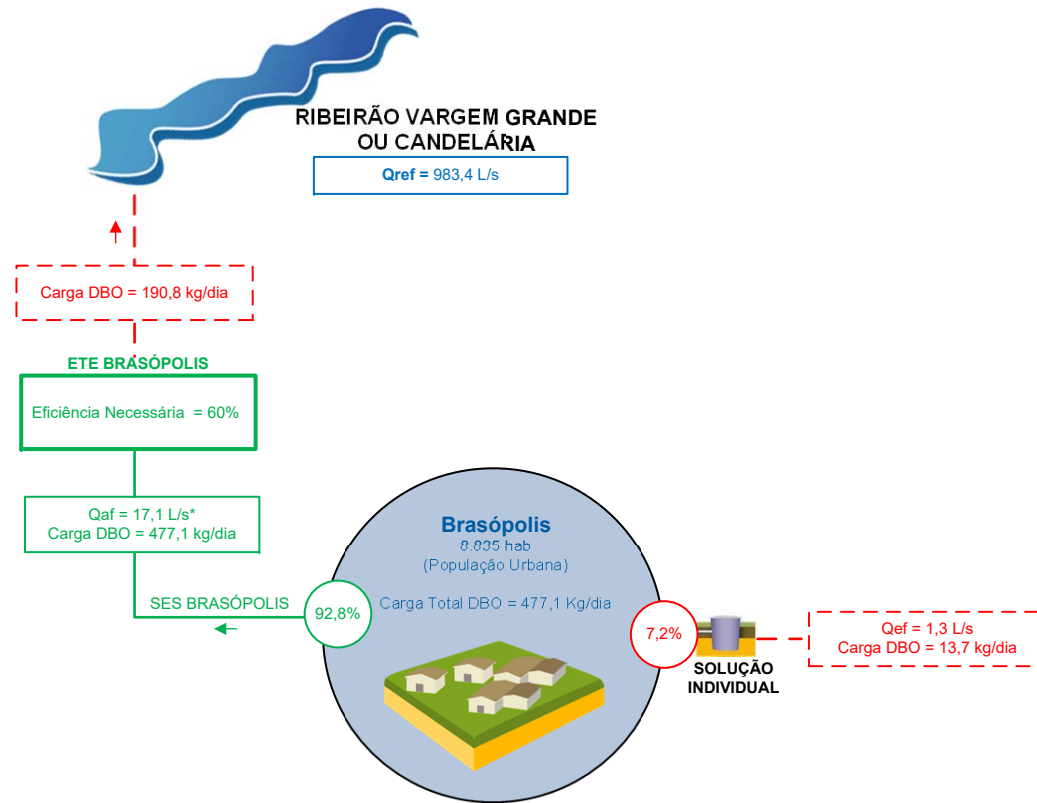 RIBEIRÃO VARGEM GRANDE
OU CANDELÁRIA
Qref = 983,4 L/s
Carga DBO = 190,8 kg/dia
ETE BRASÓPOLIS
Eficiência Necessária = 60%
Qaf = 17,1 L/s*
Carga DBO = 477,1 kg/dia
SES BRASÓPOLIS
92,8%
Brasópolis
8.835 hab
(População Urbana)
Carga Total DBO = 477,1 Kg/dia
7,2%
SOLUÇÃO
INDIVIDUAL
Qef = 1,3 L/s
Carga DBO = 13,7 kg/dia